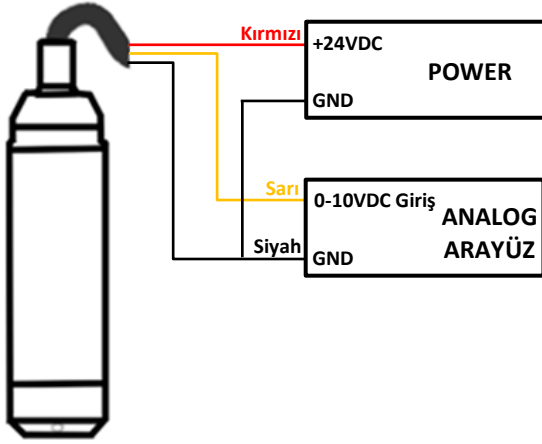 Kırmızı
+24VDC
POWER
GND
Sarı
0-10VDC Giriş
ANALOG
ARAYÜZ
Siyah
GND